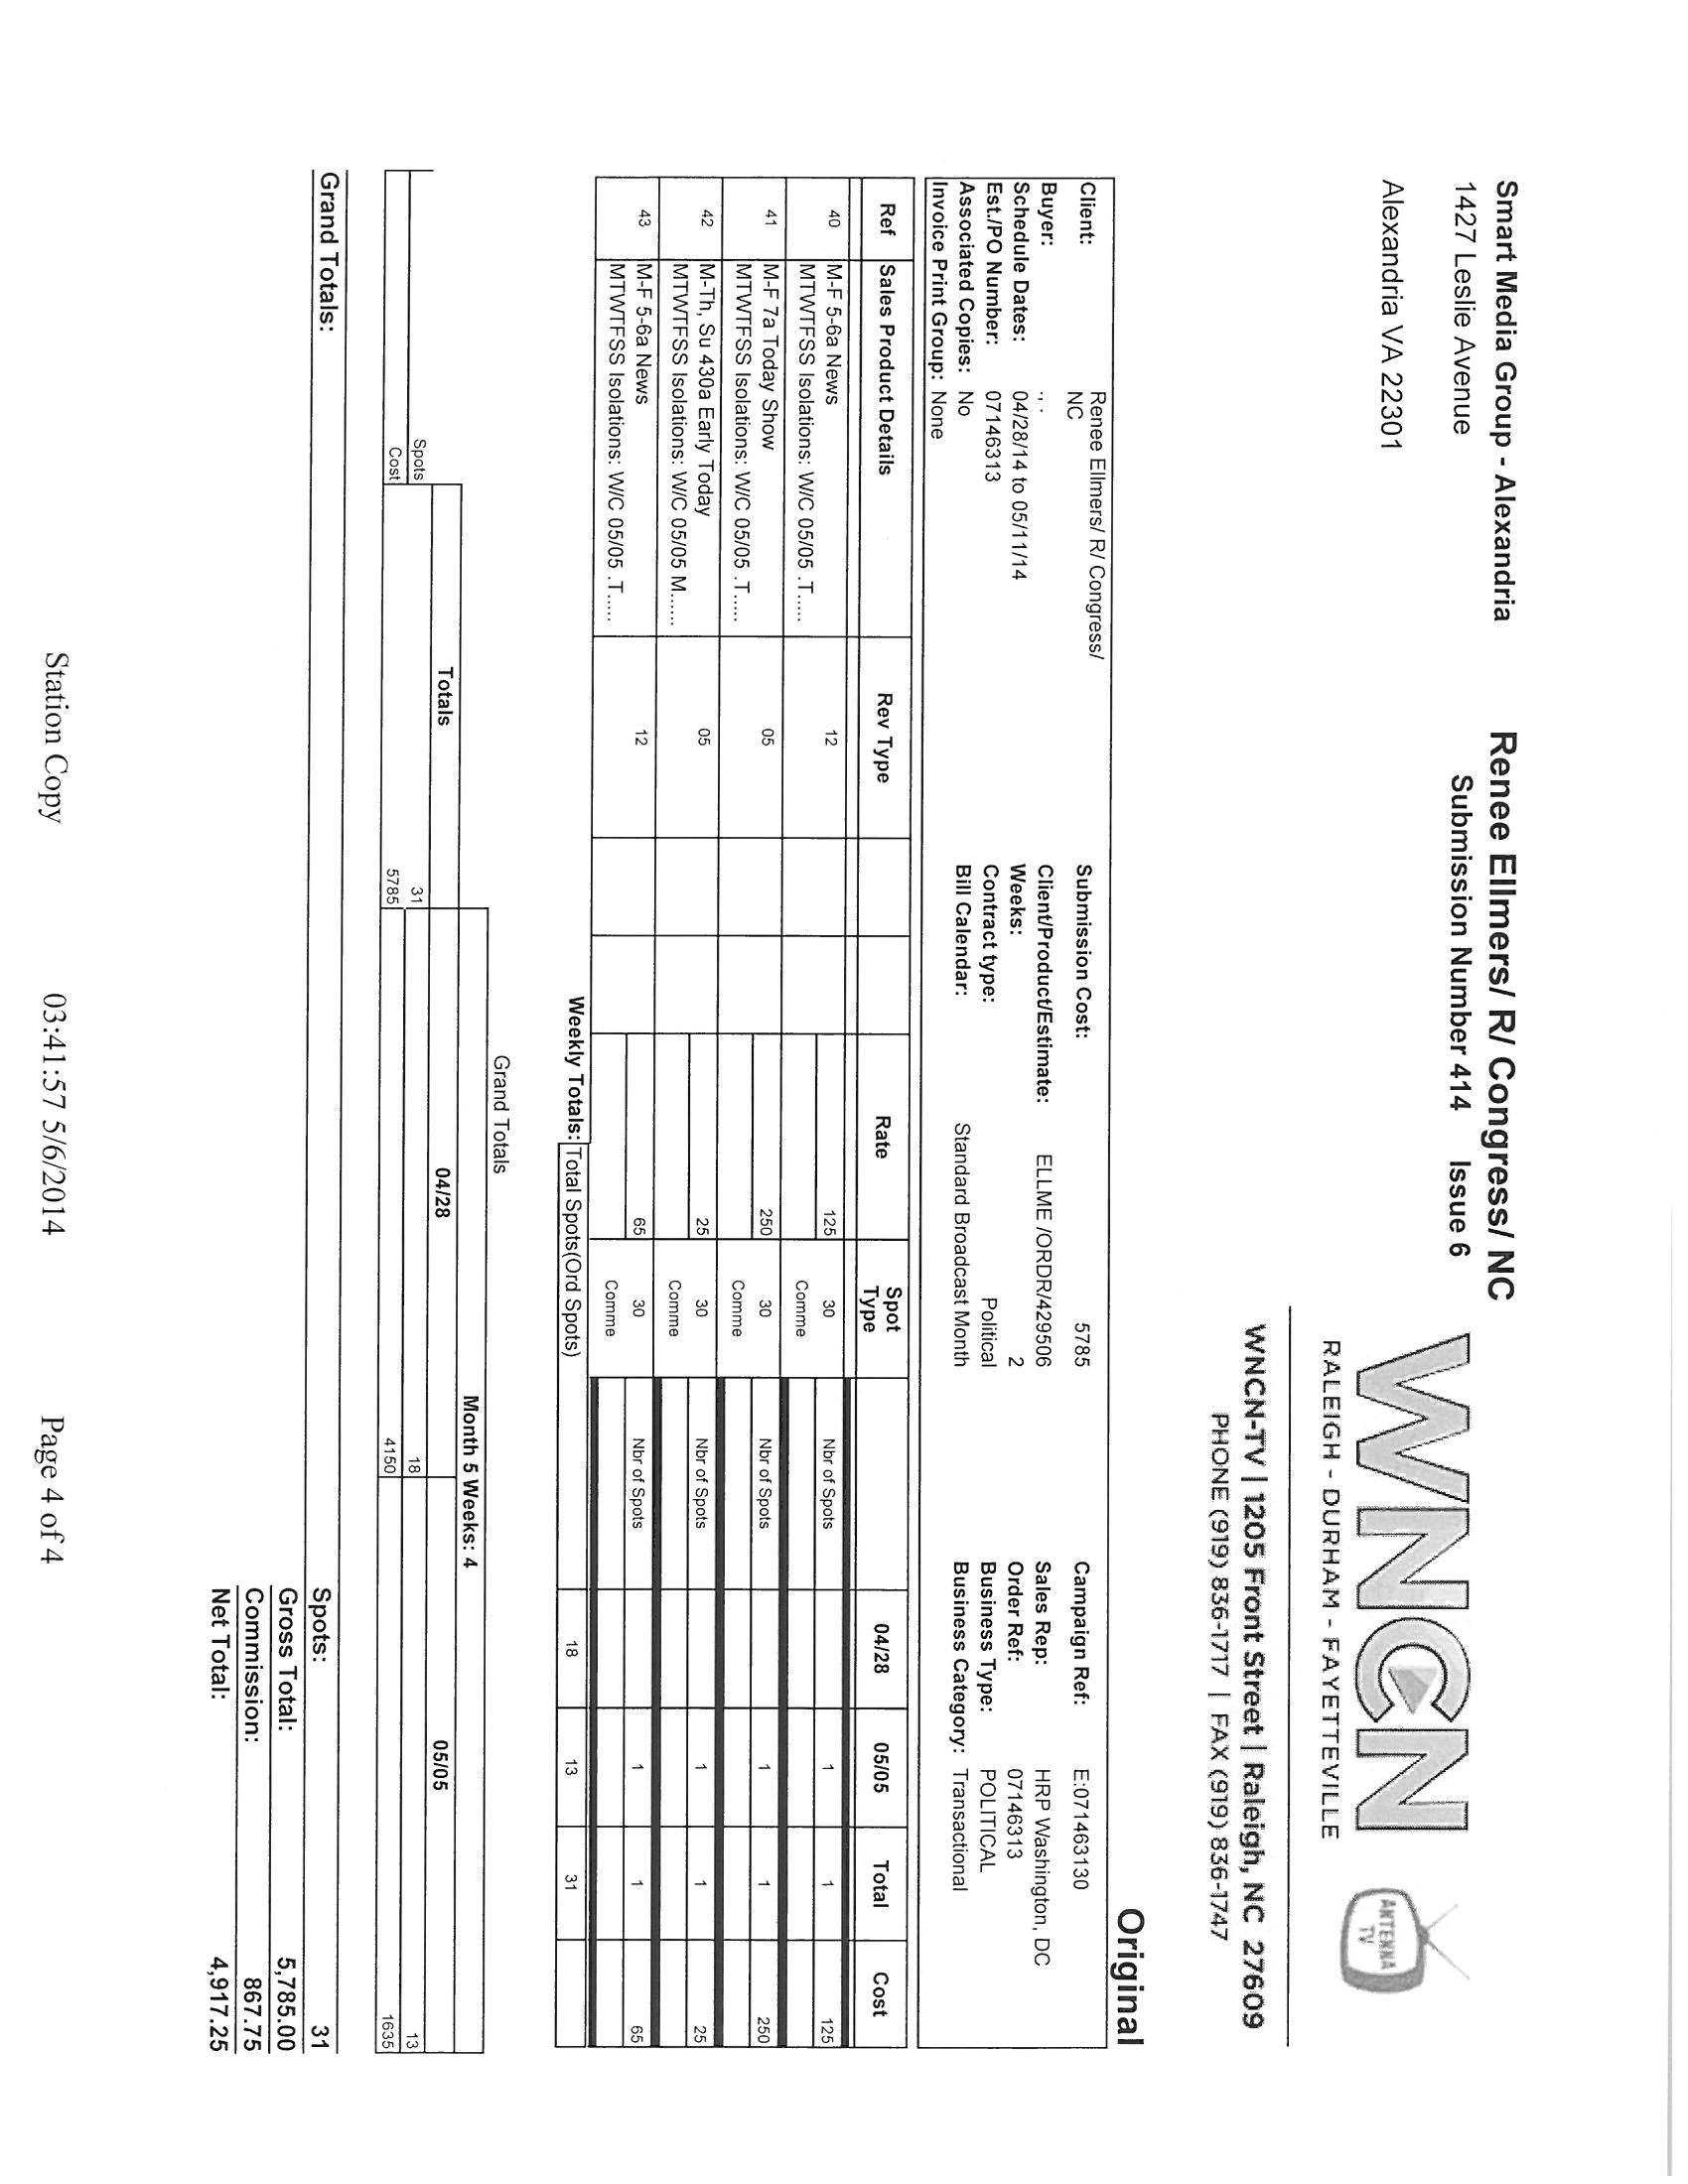 Smart Media Group - Alexandria
1427 Leslie Avenue
Alexandria VA 22301
Renee Ellmers/ R/ Congress/ NC
Submission Number 414 Issue 6
WNCN
RALEIGH - DURHAM - FAYETTEVILLE
ANTENNA
TV
WNCN-TV | 1205 Front Street | Raleigh, NC 27609
PHONE (919) 836-1717 | FAX (919) 836-1747
Original
Client: Renee Ellmers/ R/ Congress/ Submission Cost: 5785 Campaign Ref: E:071463130
NC
Buyer: Client/Product/Estimate: ELLME /ORDR/429506 Sales Rep: HRP Washington, DC
Schedule Dates: 04/28/14 to 05/11/14 Weeks: 2 Order Ref: 07146313
Est./PO Number: 07146313 Contract type: Political Business Type: POLITICAL
Associated Copies: No Bill Calendar: Standard Broadcast Month Business Category: Transactional
Invoice Print Group: None
Ref Sales Product Details Rev Type Rate Spot Type 04/28 05/05 Total Cost
40 M-F 5-6a News 12 125 30 Nbr of Spots 1 1 125
MTWTFSS Isolations: W/C 05/05 .T..... Comme
41 M-F 7a Today Show 05 250 30 Nbr of Spots 1 1 250
MTWTFSS Isolations: W/C 05/05 .T..... Comme
42 M-Th, Su 430a Early Today 05 25 30 Nbr of Spots 1 1 25
MTWTFSS Isolations: W/C 05/05 M...... Comme
43 M-F 5-6a News 12 65 30 Nbr of Spots 1 1 65
MTWTFSS Isolations: W/C 05/05 .T..... Comme
Weekly Totals: Total Spots(Ord Spots) 18 13 31
Grand Totals
Month 5 Weeks: 4
Totals 04/28 05/05
Spots 31 18 13
Cost 5785 4150 1635
Grand Totals:
Spots: 31
Gross Total: 5,785.00
Commission: 867.75
Net Total: 4,917.25
Station Copy 03:41:57 5/6/2014 Page 4 of 4